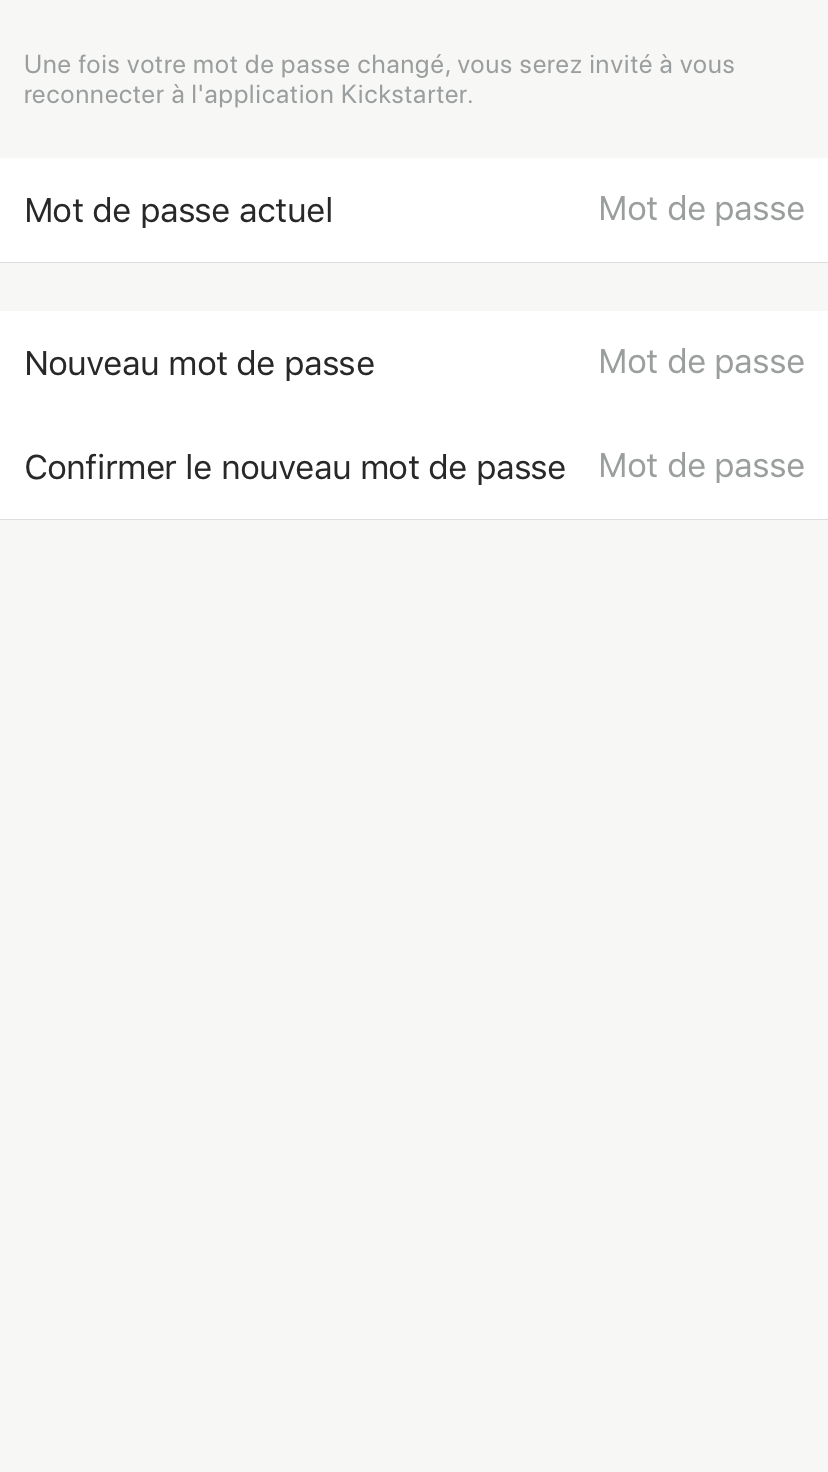 Une fois votre mot de passe changé, vous serez invité à vous
reconnecter à l'application Kickstarter.
Mot de passe actuel Mot de passe
Nouveau mot de passe Mot de passe
Confirmer le nouveau mot de passe Mot de passe